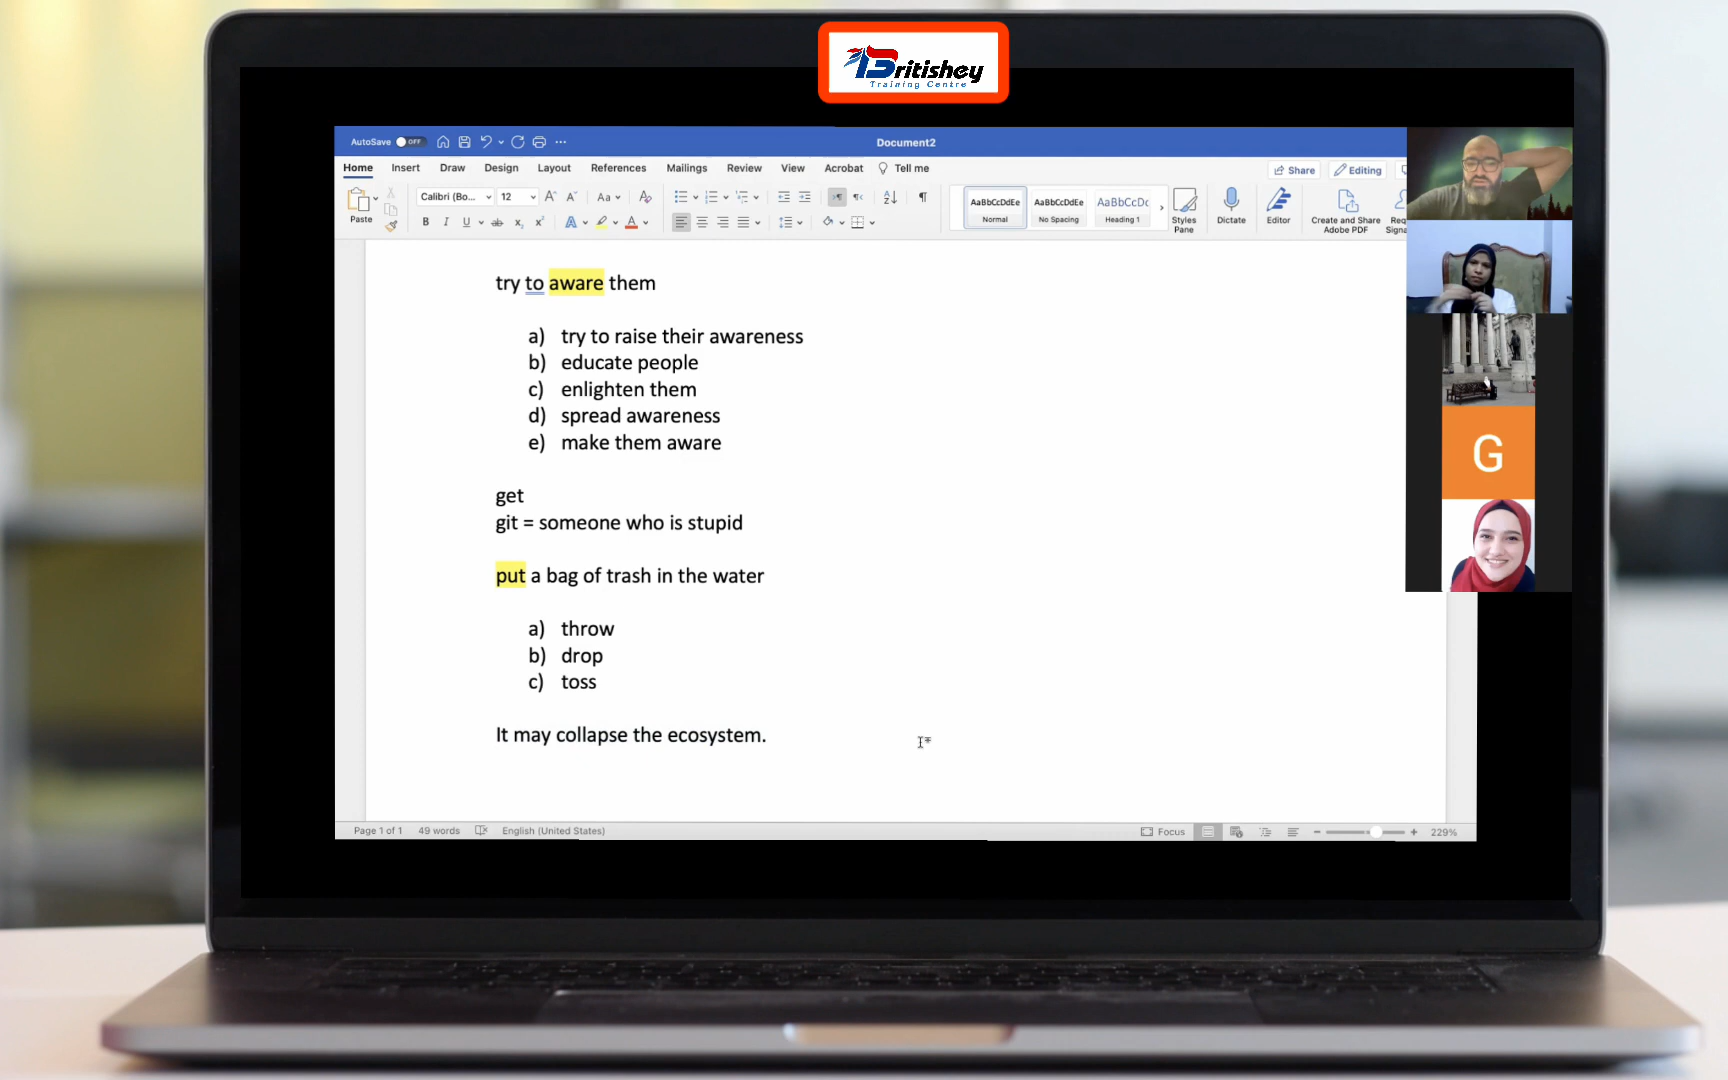 Britishey
Training Centre
AutoSave OFF
Document2
Home Insert Draw Design Layout References Mailings Review View Acrobat Tell me
Share Editing
Paste
Calibri (Bo... 12
AaBbCcDdEe AaBbCcDdEe AaBbCcDc
Normal No Spacing Heading 1
Styles Pane
Dictate
Editor
Create and Share Adobe PDF
try to aware them
a) try to raise their awareness
b) educate people
c) enlighten them
d) spread awareness
e) make them aware
get
git = someone who is stupid
put a bag of trash in the water
a) throw
b) drop
c) toss
It may collapse the ecosystem.
G
Page 1 of 1 49 words English (United States) Focus 229%